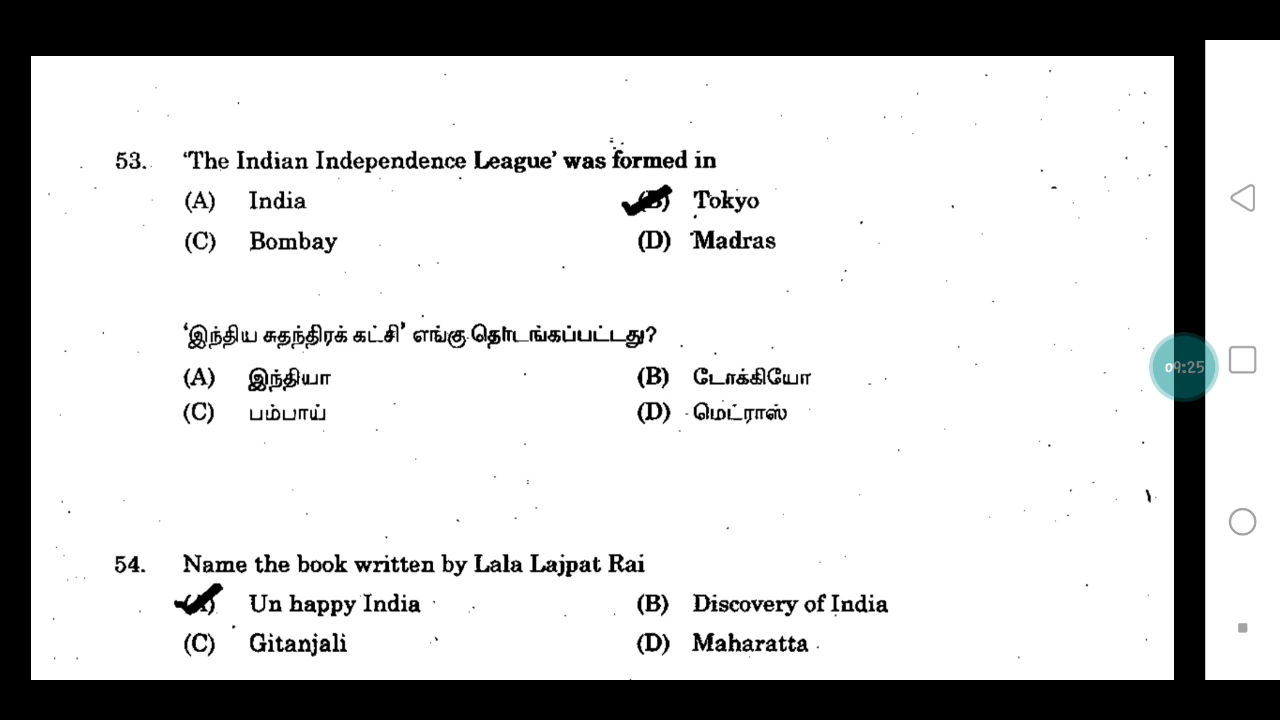 53. 'The Indian Independence League' was formed in
(A) India (B) Tokyo
(C) Bombay (D) Madras
'இந்திய சுதந்திரக் கட்சி' எங்கு தொடங்கப்பட்டது?
(A) இந்தியா (B) டோக்கியோ
(C) பம்பாய் (D) மெட்ராஸ்
09:25
54. Name the book written by Lala Lajpat Rai
(A) Un happy India (B) Discovery of India
(C) Gitanjali (D) Maharatta